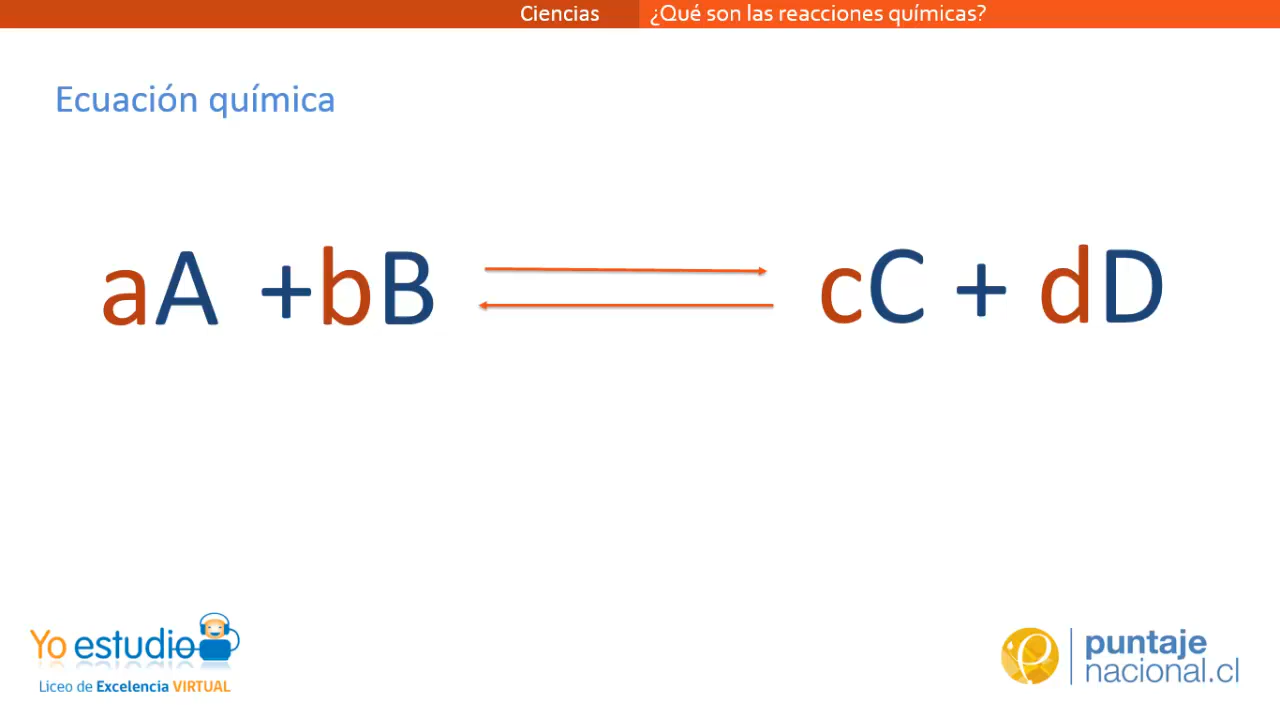 Ciencias ¿Qué son las reacciones químicas?
Ecuación química
aA +bB cC + dD
Yo estudio
Liceo de Excelencia VIRTUAL
puntaje
nacional.cl